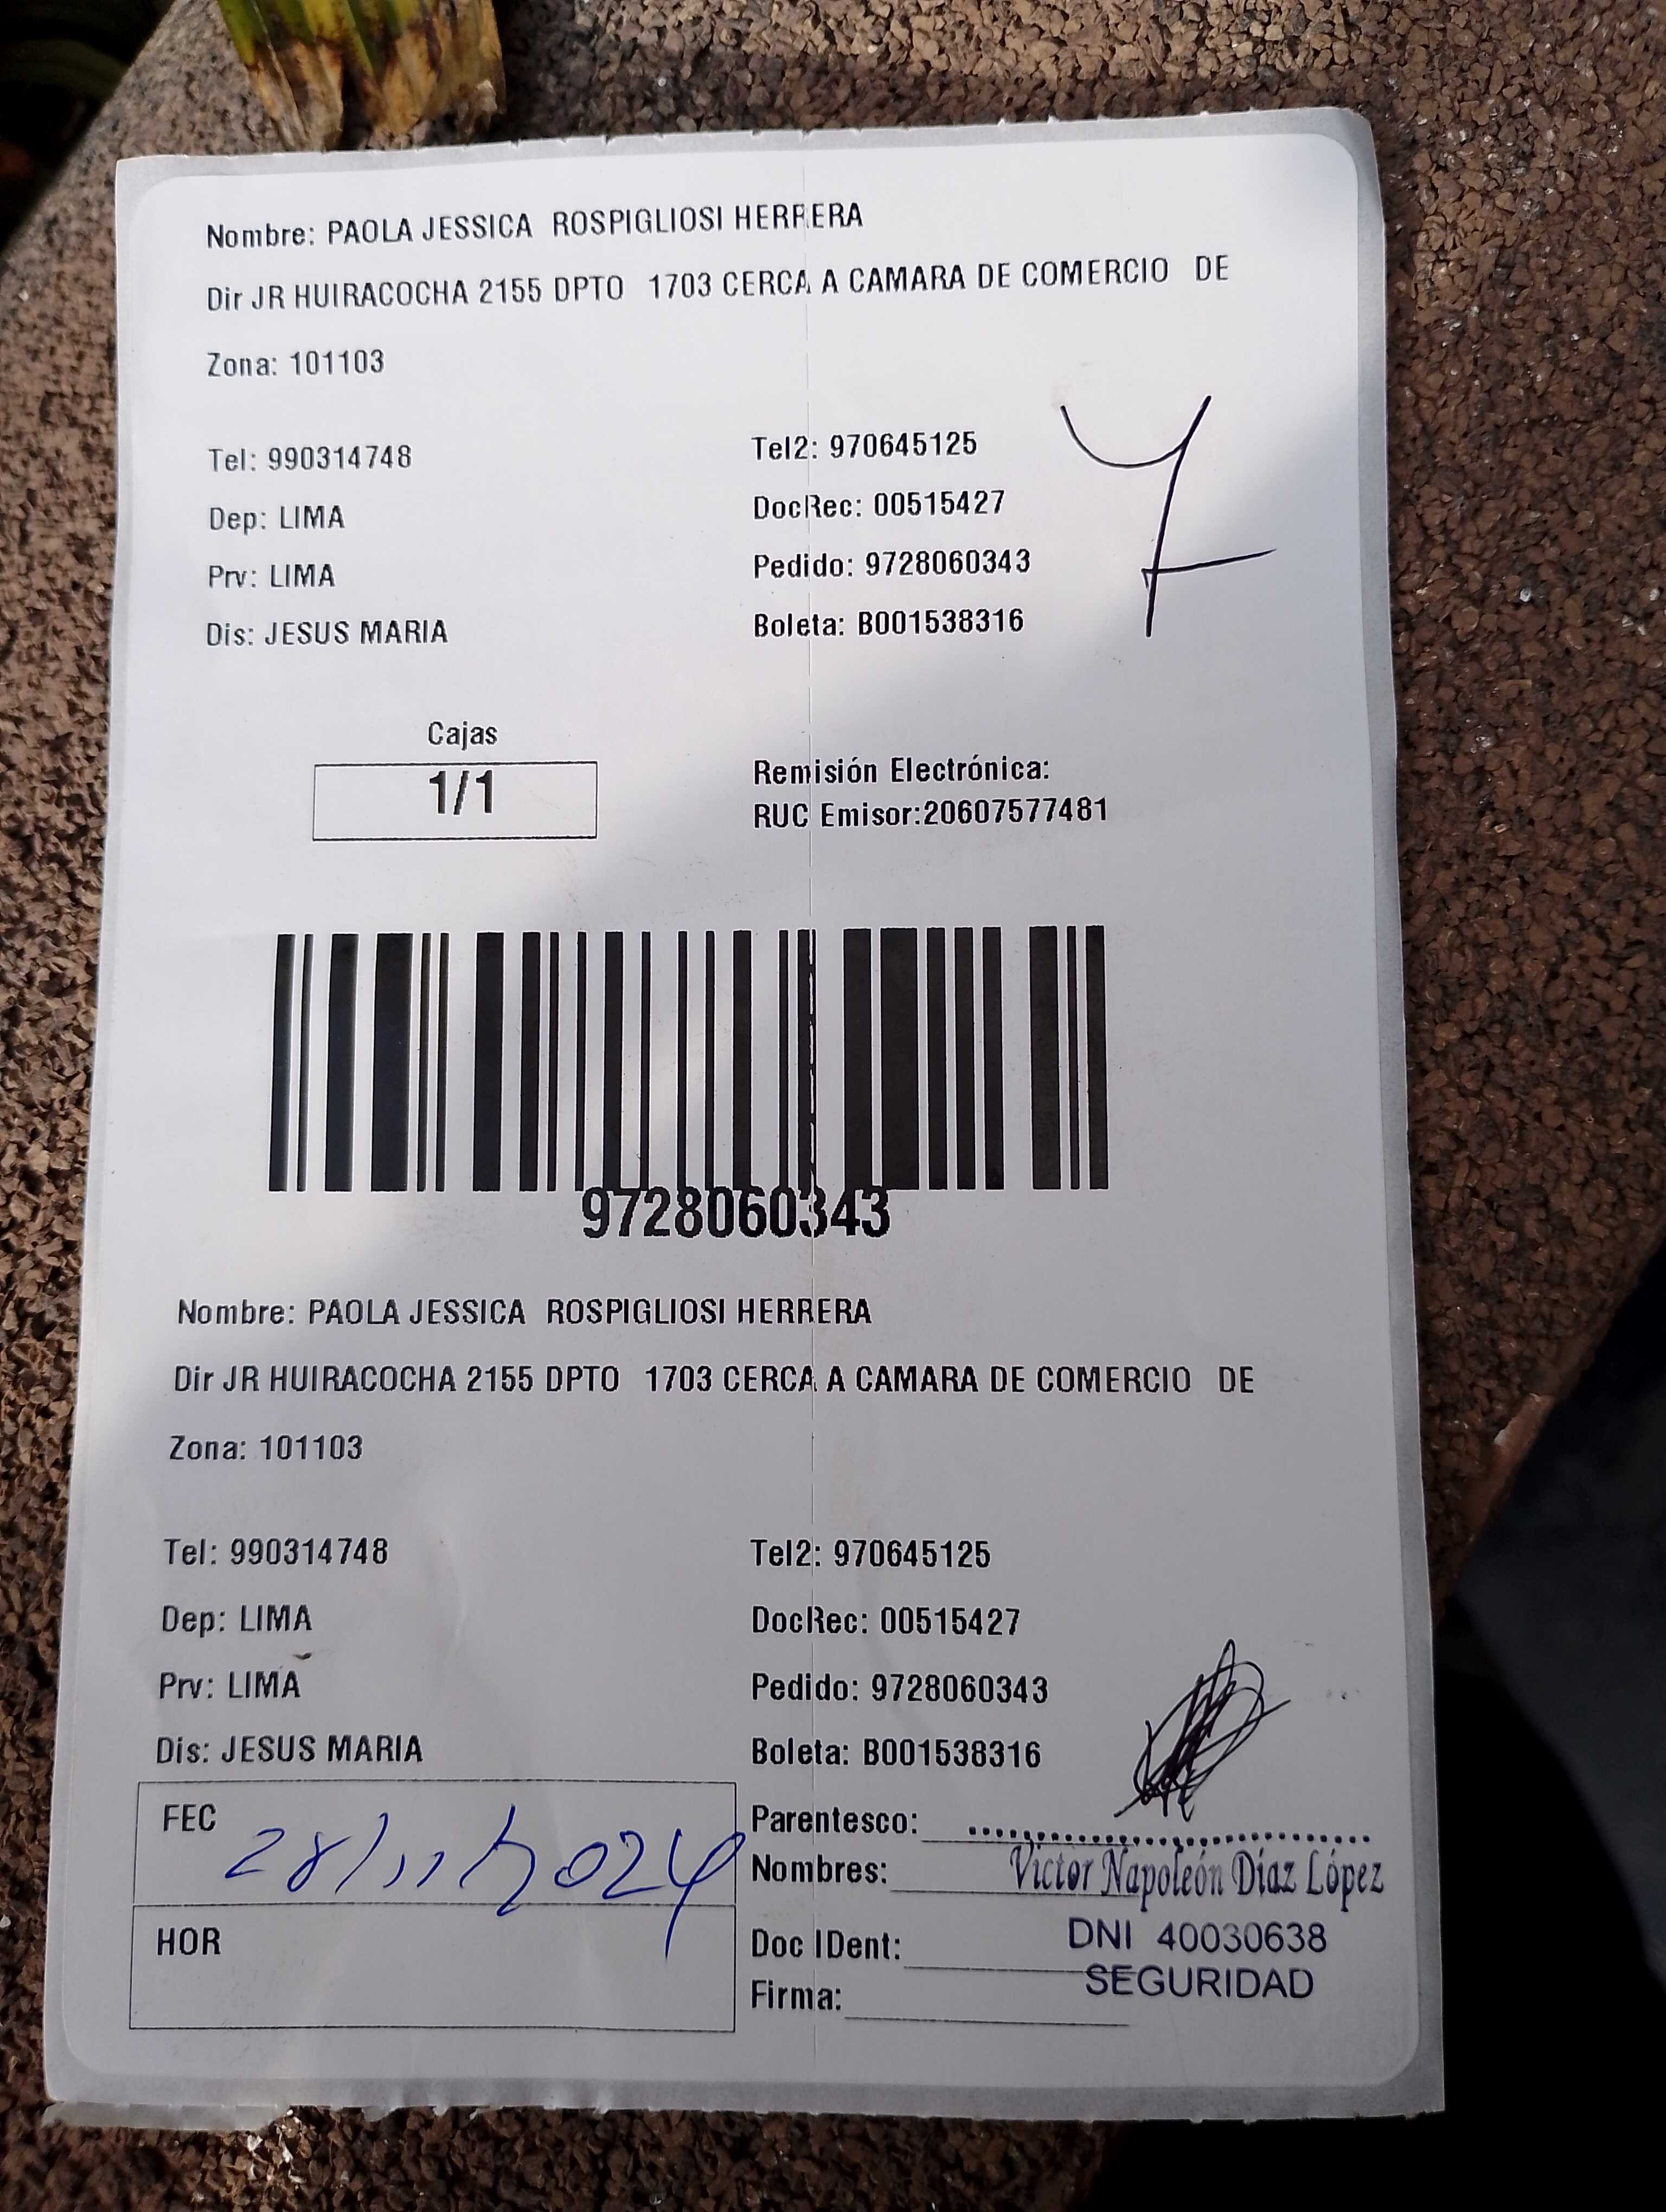 Nombre: PAOLA JESSICA ROSPIGLIOSI HERRERA
Dir JR HUIRACOCHA 2155 DPTO 1703 CERCA A CAMARA DE COMERCIO DE
Zona: 101103
Tel: 990314748 Tel2: 970645125
Dep: LIMA DocRec: 00515427
Prv: LIMA Pedido: 9728060343
Dis: JESUS MARIA Boleta: B001538316
Cajas
1/1
Remisión Electrónica:
RUC Emisor:20607577481
9728060343
Nombre: PAOLA JESSICA ROSPIGLIOSI HERRERA
Dir JR HUIRACOCHA 2155 DPTO 1703 CERCA A CAMARA DE COMERCIO DE
Zona: 101103
Tel: 990314748 Tel2: 970645125
Dep: LIMA DocRec: 00515427
Prv: LIMA Pedido: 9728060343
Dis: JESUS MARIA Boleta: B001538316
FEC 28/11/2024
HOR
Parentesco:
Nombres: Víctor Napoleón Díaz López
Doc IDent: DNI 40030638
SEGURIDAD
Firma: